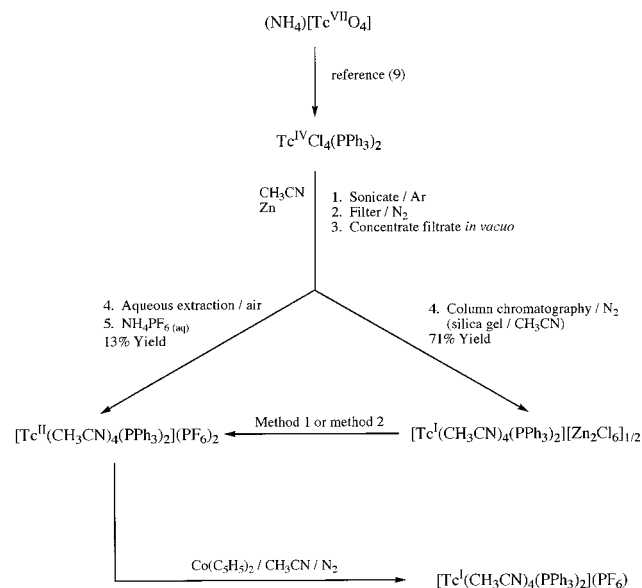 (NH₄)[TcⱽᴵᴵO₄]
reference (9)
TcᴵⱽCl₄(PPh₃)₂
CH₃CN
Zn
1. Sonicate / Ar
2. Filter / N₂
3. Concentrate filtrate in vacuo
4. Aqueous extraction / air
5. NH₄PF₆ (aq)
13% Yield
4. Column chromatography / N₂
(silica gel / CH₃CN)
71% Yield
[Tcᴵᴵ(CH₃CN)₄(PPh₃)₂](PF₆)₂
Method 1 or method 2
[Tcᴵ(CH₃CN)₄(PPh₃)₂][Zn₂Cl₆]₁/₂
Co(C₅H₅)₂ / CH₃CN / N₂
[Tcᴵ(CH₃CN)₄(PPh₃)₂](PF₆)